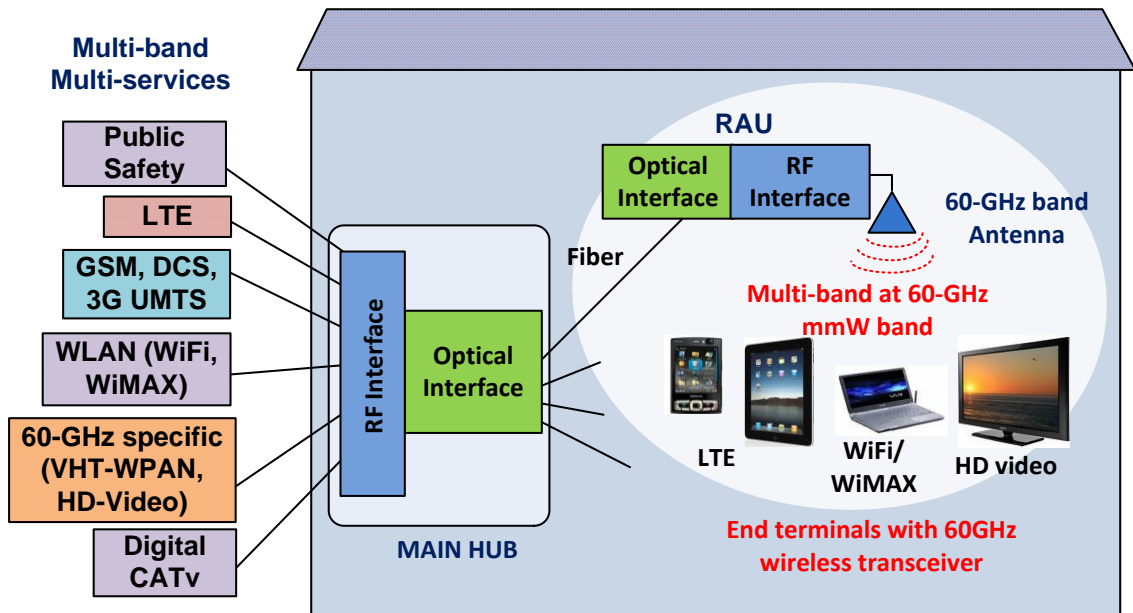 Multi-band
Multi-services
Public
Safety
LTE
GSM, DCS,
3G UMTS
WLAN (WiFi,
WiMAX)
60-GHz specific
(VHT-WPAN,
HD-Video)
Digital
CATv
RF Interface
Optical
Interface
MAIN HUB
Fiber
RAU
Optical
Interface
RF
Interface
60-GHz band
Antenna
Multi-band at 60-GHz
mmW band
LTE
WiFi/
WiMAX
HD video
End terminals with 60GHz
wireless transceiver